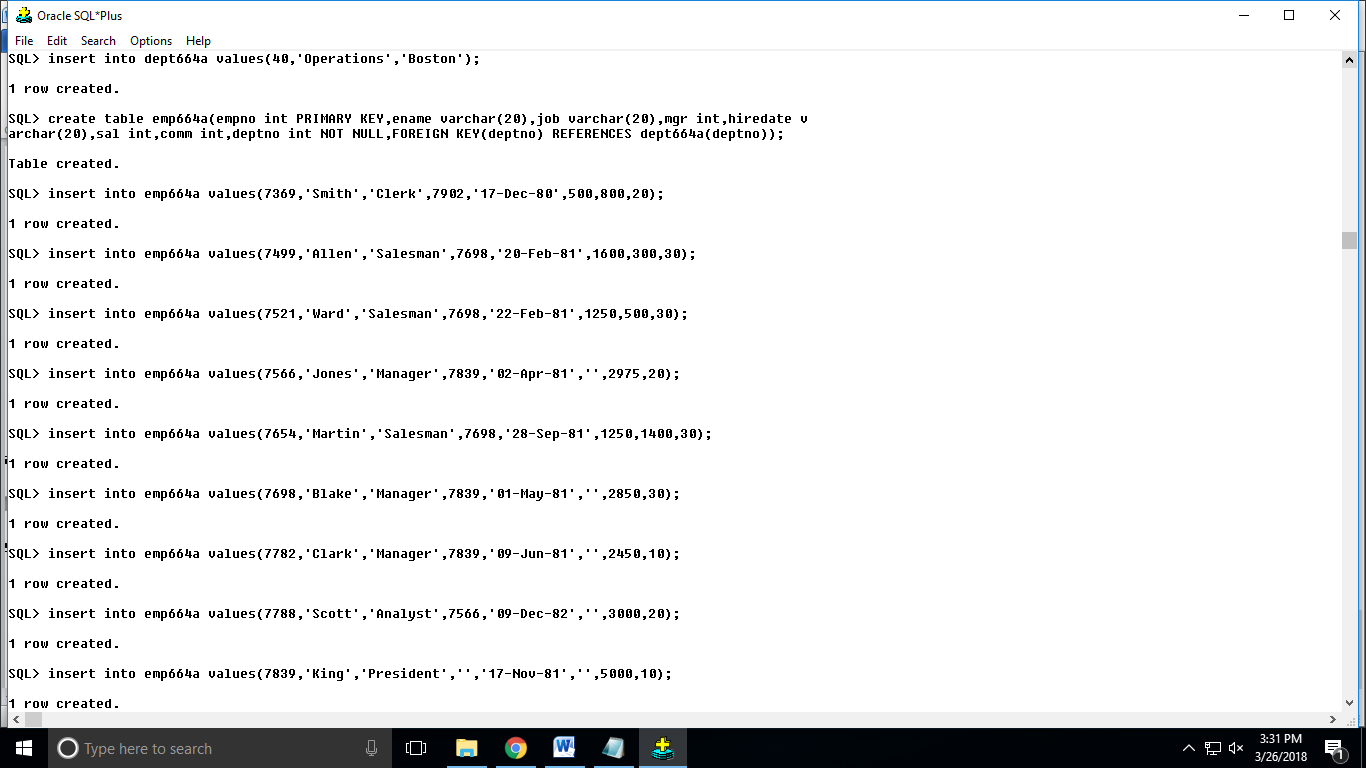 Oracle SQL*Plus
File Edit Search Options Help
SQL> insert into dept664a values(40,'Operations','Boston');
1 row created.
SQL> create table emp664a(empno int PRIMARY KEY,ename varchar(20),job varchar(20),mgr int,hiredate v
archar(20),sal int,comm int,deptno int NOT NULL,FOREIGN KEY(deptno) REFERENCES dept664a(deptno));
Table created.
SQL> insert into emp664a values(7369,'Smith','Clerk',7902,'17-Dec-80',500,800,20);
1 row created.
SQL> insert into emp664a values(7499,'Allen','Salesman',7698,'20-Feb-81',1600,300,30);
1 row created.
SQL> insert into emp664a values(7521,'Ward','Salesman',7698,'22-Feb-81',1250,500,30);
1 row created.
SQL> insert into emp664a values(7566,'Jones','Manager',7839,'02-Apr-81','',2975,20);
1 row created.
SQL> insert into emp664a values(7654,'Martin','Salesman',7698,'28-Sep-81',1250,1400,30);
1 row created.
SQL> insert into emp664a values(7698,'Blake','Manager',7839,'01-May-81','',2850,30);
1 row created.
SQL> insert into emp664a values(7782,'Clark','Manager',7839,'09-Jun-81','',2450,10);
1 row created.
SQL> insert into emp664a values(7788,'Scott','Analyst',7566,'09-Dec-82','',3000,20);
1 row created.
SQL> insert into emp664a values(7839,'King','President','','17-Nov-81','',5000,10);
1 row created.
Type here to search
3:31 PM
3/26/2018
1